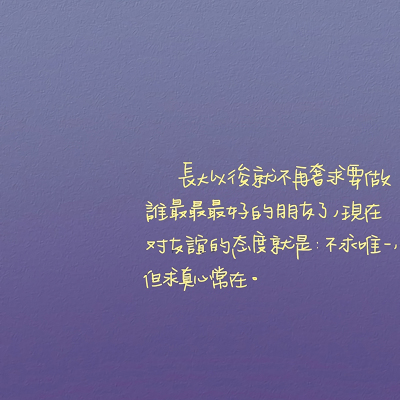 長大以後就不再奢求要做
誰最最最好的朋友了,現在
对友誼的态度就是:不求唯一,
但求真心常在。